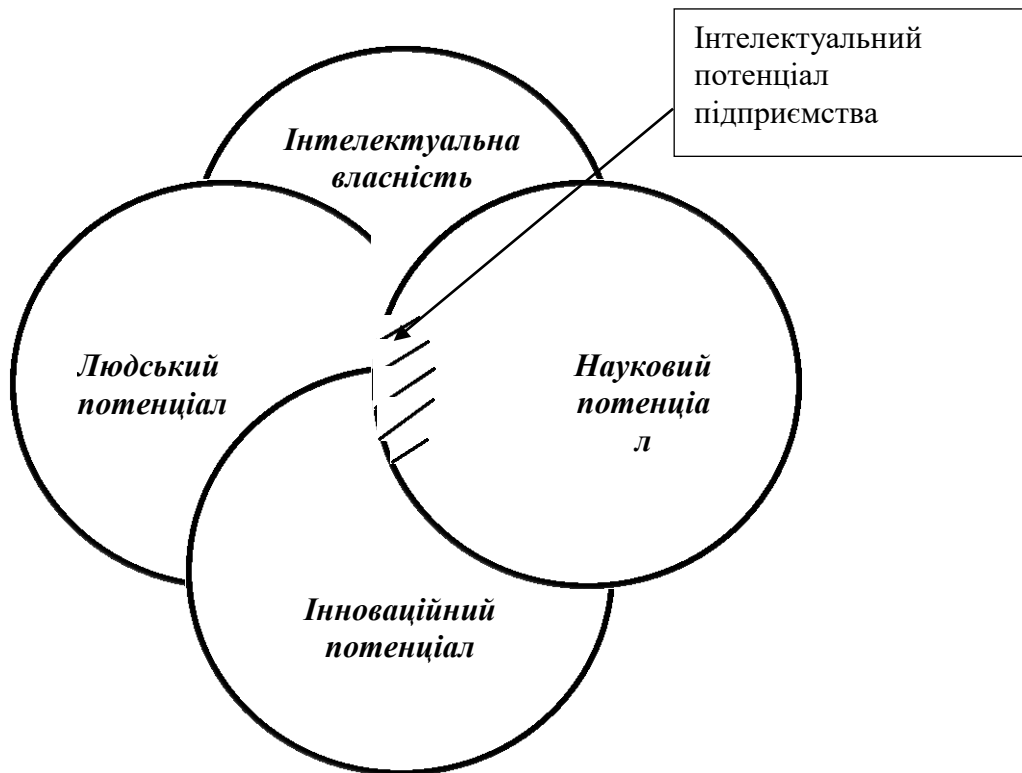 Інтелектуальний
потенціал
підприємства
Інтелектуальна
власність
Людський
потенціал
Науковий
потенціа
л
Інноваційний
потенціал